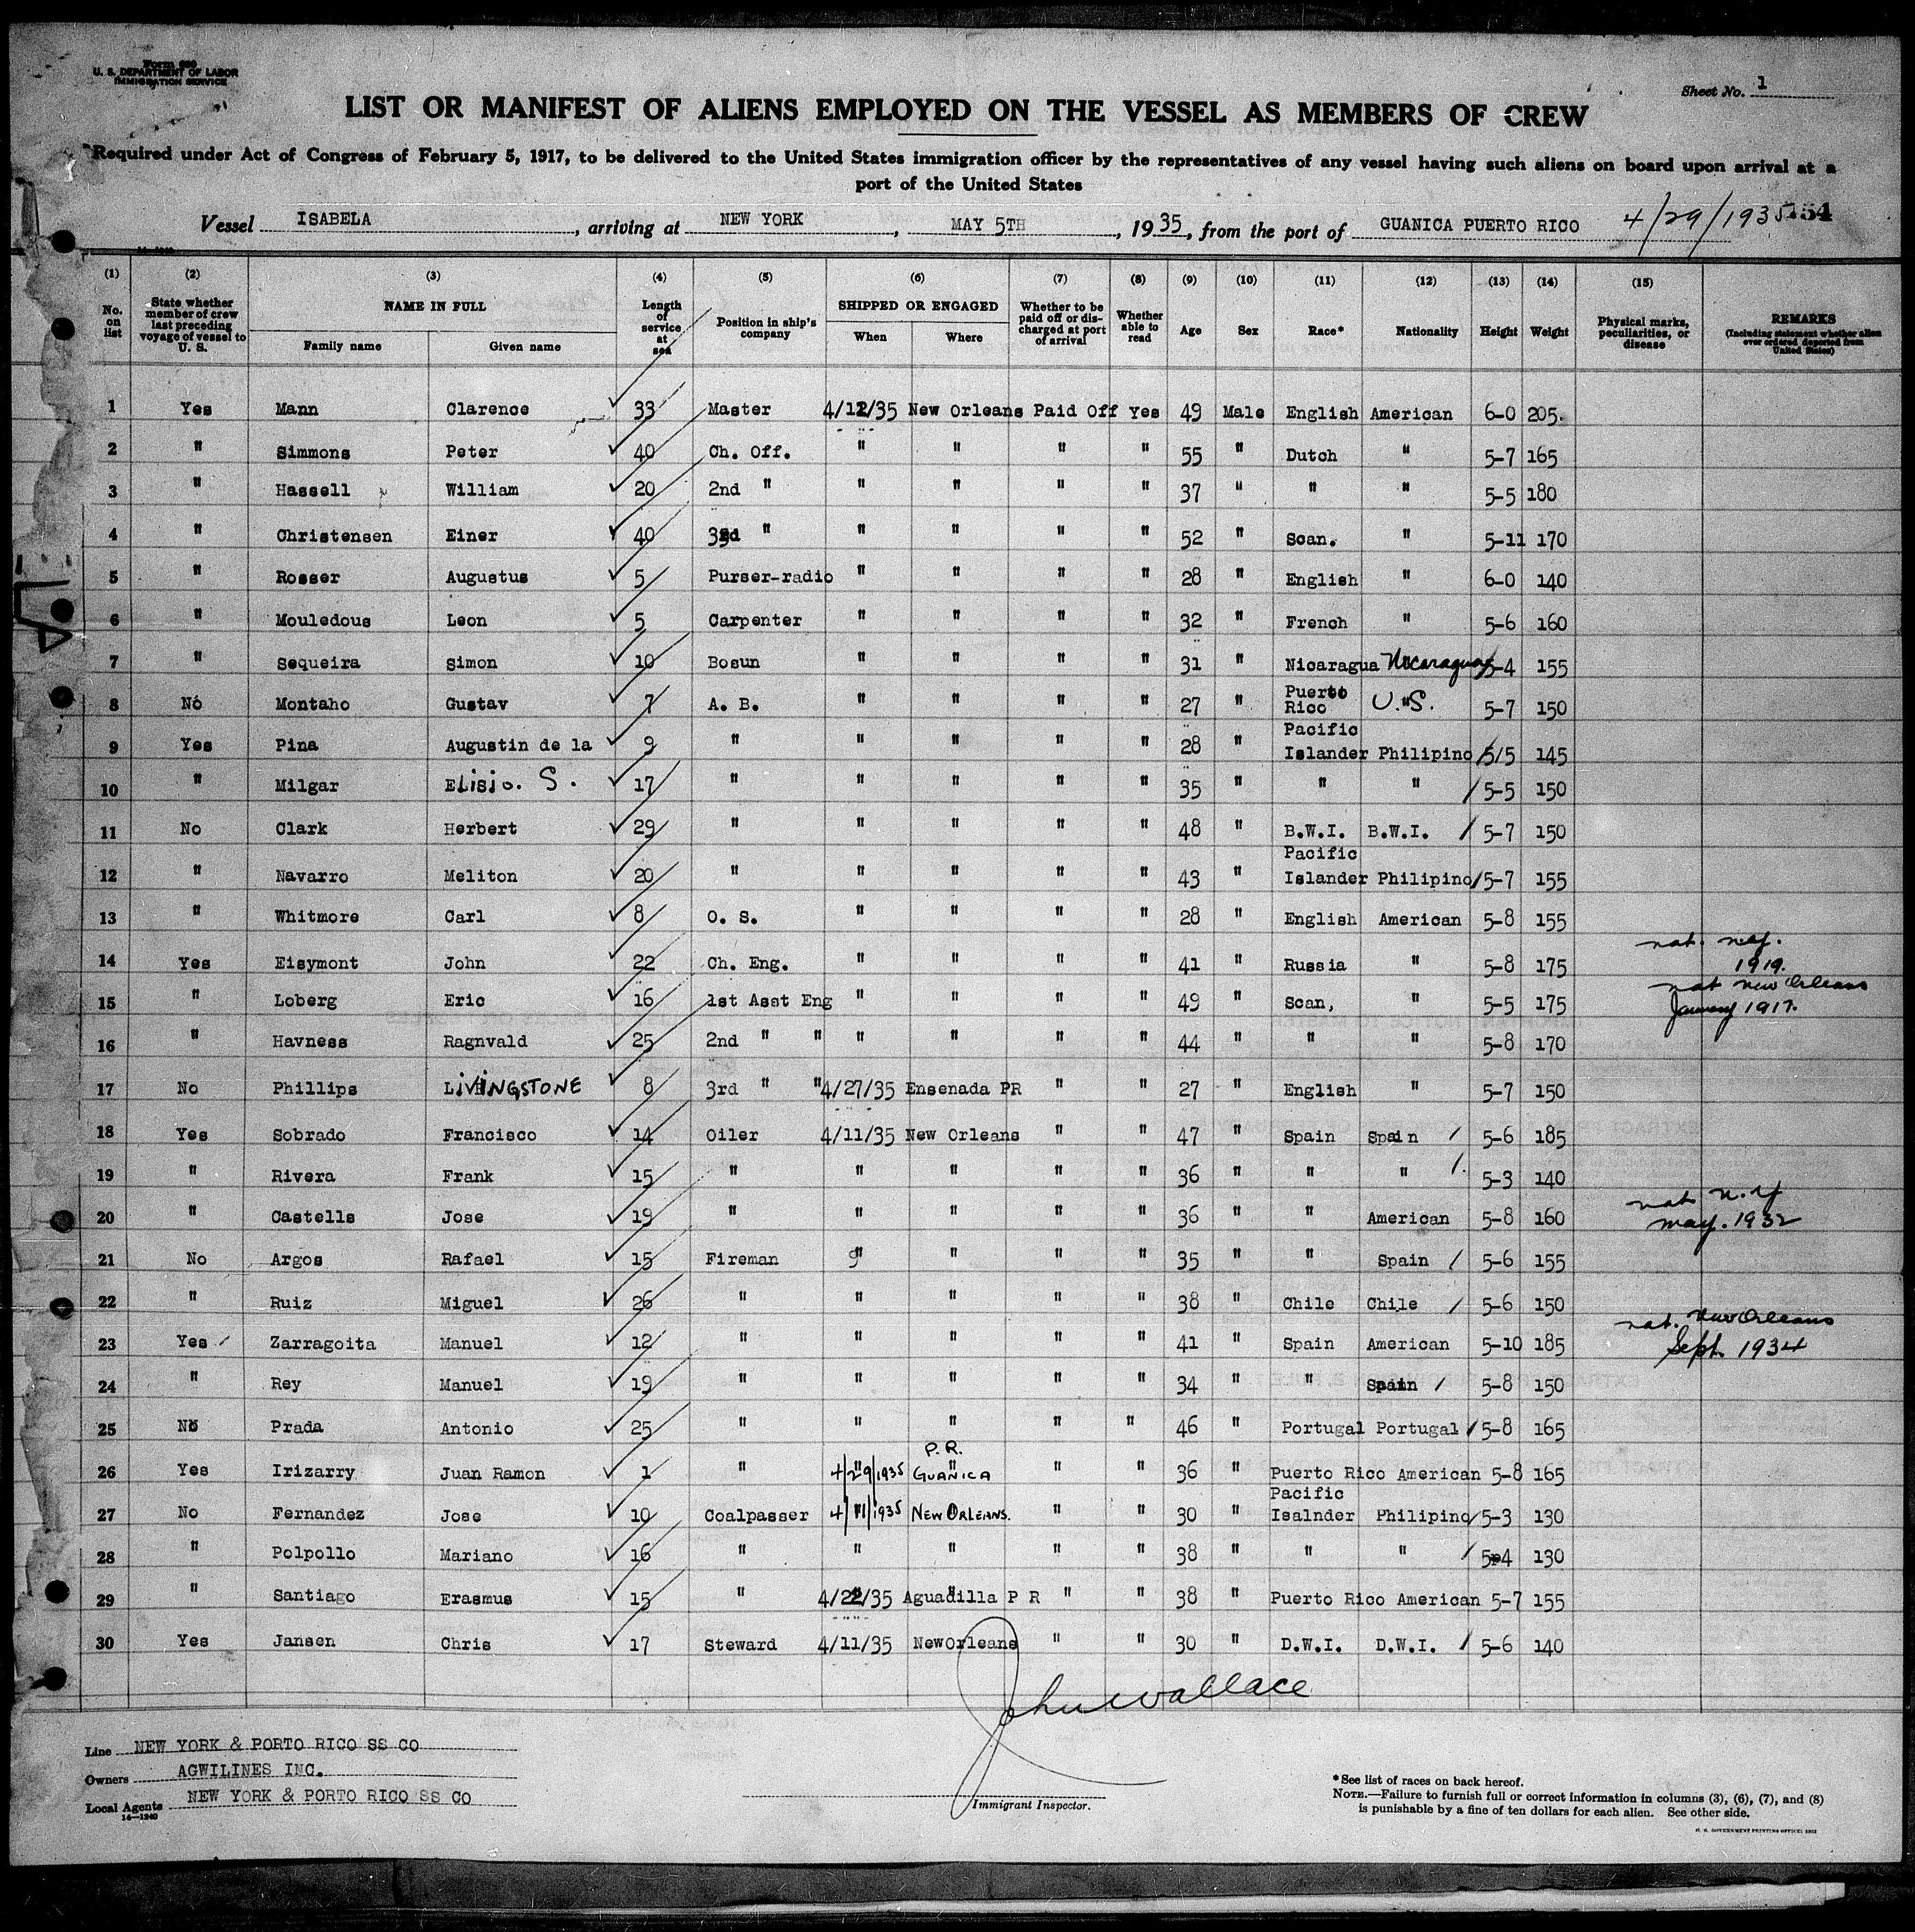 Form 680
U. S. DEPARTMENT OF LABOR
IMMIGRATION SERVICE
Sheet No. 1
LIST OR MANIFEST OF ALIENS EMPLOYED ON THE VESSEL AS MEMBERS OF CREW
Required under Act of Congress of February 5, 1917, to be delivered to the United States immigration officer by the representatives of any vessel having such aliens on board upon arrival at a
port of the United States
Vessel ISABELA, arriving at NEW YORK, MAY 5TH, 1935, from the port of GUANICA PUERTO RICO 4/29/1935 154
(1) (2) (3) (4) (5) (6) (7) (8) (9) (10) (11) (12) (13) (14) (15)
No. on list State whether member of crew last preceding voyage of vessel to U. S. NAME IN FULL Family name Given name Length of service at sea Position in ship's company SHIPPED OR ENGAGED When Where Whether to be paid off or discharged at port of arrival Whether able to read Age Sex Race* Nationality Height Weight Physical marks, peculiarities, or disease REMARKS (Including statement whether alien ever ordered deported from United States)
1 Yes Mann Clarence 33 Master 4/12/35 New Orleans Paid Off Yes 49 Male English American 6-0 205.
2 " Simmons Peter 40 Ch. Off. " " " " 55 " Dutch " 5-7 165
3 " Hassell William 20 2nd " " " " " 37 " " " 5-5 180
4 " Christensen Einer 40 3rd " " " " " 52 " Scan. " 5-11 170
5 " Rosser Augustus 5 Purser-radio " " " " 28 " English " 6-0 140
6 " Mouledous Leon 5 Carpenter " " " " 32 " French " 5-6 160
7 " Sequeira Simon 10 Bosun " " " " 31 " Nicaragua Nicaragua 5-4 155
8 No Montaho Gustav 7 A. B. " " " " 27 " Puerto Rico U.S. 5-7 150
9 Yes Pina Augustin de la 9 " " " " " 28 " Pacific Islander Philipino / 5/5 145
10 " Milgar Elisio. S. 17 " " " " " 35 " " " / 5-5 150
11 No Clark Herbert 29 " " " " " 48 " B.W.I. B.W.I. / 5-7 150
12 " Navarro Meliton 20 " " " " " 43 " Pacific Islander Philipino / 5-7 155
13 " Whitmore Carl 8 O. S. " " " " 28 " English American 5-8 155
14 Yes Eisymont John 22 Ch. Eng. " " " " 41 " Russia " 5-8 175 nat. 1919.
15 " Loberg Eric 16 1st Asst Eng " " " " 49 " Scan, " 5-5 175 nat New Orleans January 1917.
16 " Havness Ragnvald 25 2nd " " " " " " 44 " " " 5-8 170
17 No Phillips LIVINGSTONE 8 3rd " " 4/27/35 Ensenada PR " " 27 " English " 5-7 150
18 Yes Sobrado Francisco 14 Oiler 4/11/35 New Orleans " " 47 " Spain Spain / 5-6 185
19 " Rivera Frank 15 " " " " " 36 " " " / 5-3 140
20 " Castells Jose 19 " " " " " 36 " " American 5-8 160 nat N.Y may. 1932
21 No Argos Rafael 15 Fireman 9 " " " 35 " " Spain / 5-6 155
22 " Ruiz Miguel 26 " " " " " 38 " Chile Chile / 5-6 150
23 Yes / Zarragoita Manuel 12 " " " " " 41 " Spain American 5-10 185 nat. New Orleans Sept. 1934
24 " Rey Manuel 19 " " " " " 34 " " Spain / 5-8 150
25 No Prada Antonio 25 " " " " " 46 " Portugal Portugal / 5-8 165
26 Yes Irizarry Juan Ramon 1 " 4/29/1935 P.R. GUANICA " " 36 " Puerto Rico American 5-8 165
27 No Fernandez Jose 10 Coalpasser 4/11/1935 NEW ORLEANS. " " 30 " Pacific Isalnder Philipino / 5-3 130
28 " Polpollo Mariano 16 " " " " " 38 " " " / 5-4 130
29 " Santiago Erasmus 15 " 4/22/35 Aguadilla P R " " 38 " Puerto Rico American 5-7 155
30 Yes Jansen Chris 17 Steward 4/11/35 NewOrleans " " 30 " D.W.I. D.W.I. / 5-6 140
John Wallace
Immigrant Inspector.
Line NEW YORK & PORTO RICO SS CO
Owners AGWILINES INC.
Local Agents NEW YORK & PORTO RICO SS CO
14—1240
*See list of races on back hereof.
NOTE.—Failure to furnish full or correct information in columns (3), (6), (7), and (8)
is punishable by a fine of ten dollars for each alien. See other side.
U. S. GOVERNMENT PRINTING OFFICE: 1932